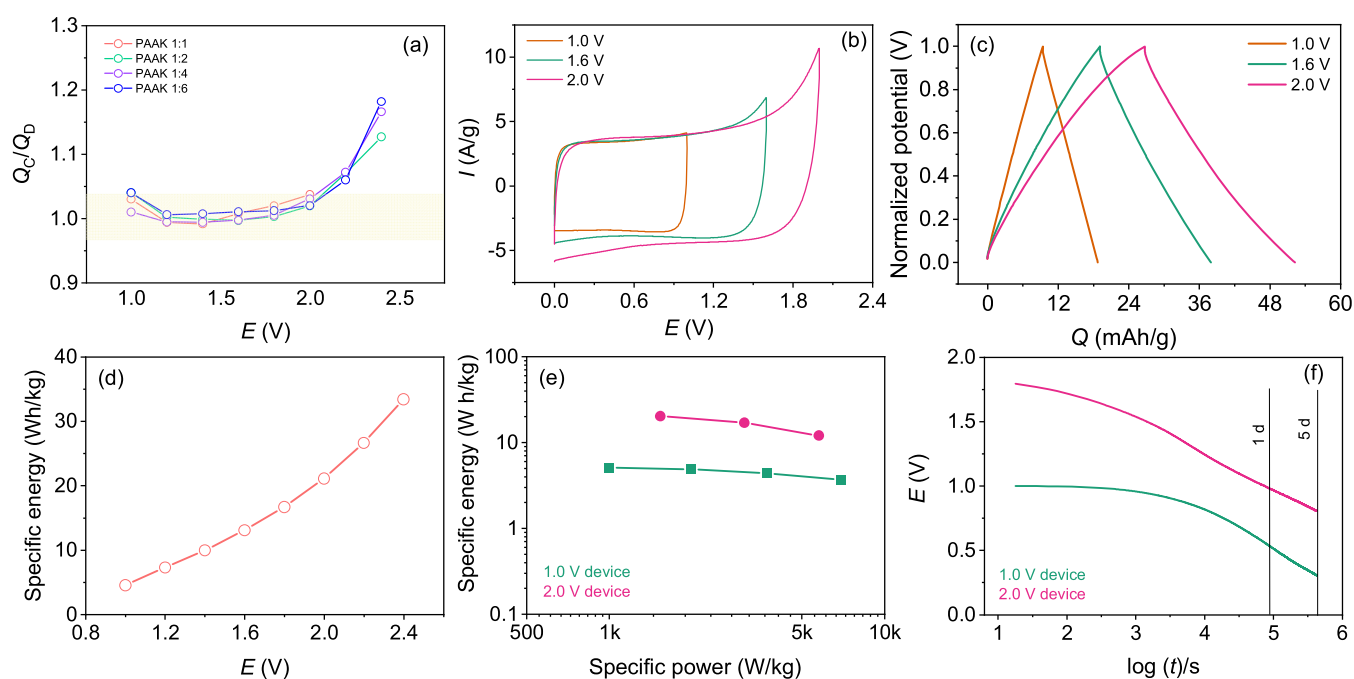 (a)
PAAK 1:1
PAAK 1:2
PAAK 1:4
PAAK 1:6
1.3
1.2
1.1
1.0
0.9
Q_C/Q_D
1.0
1.5
2.0
2.5
E (V)
(b)
1.0 V
1.6 V
2.0 V
10
5
0
-5
I (A/g)
0.0
0.6
1.2
1.8
2.4
E (V)
(c)
1.0 V
1.6 V
2.0 V
1.0
0.8
0.6
0.4
0.2
0.0
Normalized potential (V)
0
12
24
36
48
60
Q (mAh/g)
(d)
40
30
20
10
0
Specific energy (Wh/kg)
0.8
1.2
1.6
2.0
2.4
E (V)
(e)
100
10
1
0.1
Specific energy (W h/kg)
1.0 V device
2.0 V device
500
1k
5k
10k
Specific power (W/kg)
(f)
2.0
1.5
1.0
0.5
0.0
E (V)
1 d
5 d
1.0 V device
2.0 V device
1
2
3
4
5
6
log (t)/s